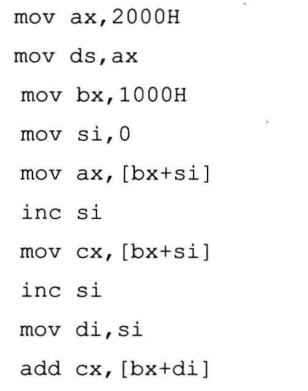 mov ax,2000H
mov ds,ax
mov bx,1000H
mov si,0
mov ax,[bx+si]
inc si
mov cx,[bx+si]
inc si
mov di,si
add cx,[bx+di]